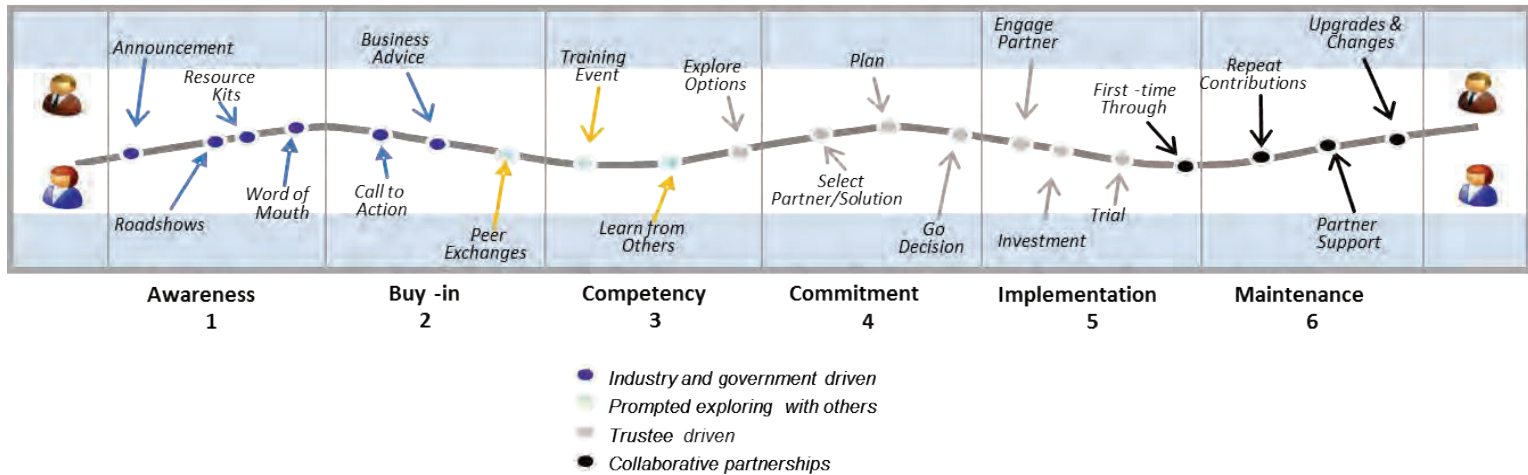 Announcement
Resource
Kits
Roadshows
Word of
Mouth
Business
Advice
Call to
Action
Peer
Exchanges
Training
Event
Learn from
Others
Explore
Options
Plan
Select
Partner/Solution
Go
Decision
Engage
Partner
Investment
Trial
First -time
Through
Repeat
Contributions
Partner
Support
Upgrades &
Changes
Awareness
1
Buy -in
2
Competency
3
Commitment
4
Implementation
5
Maintenance
6
Industry and government driven
Prompted exploring with others
Trustee driven
Collaborative partnerships